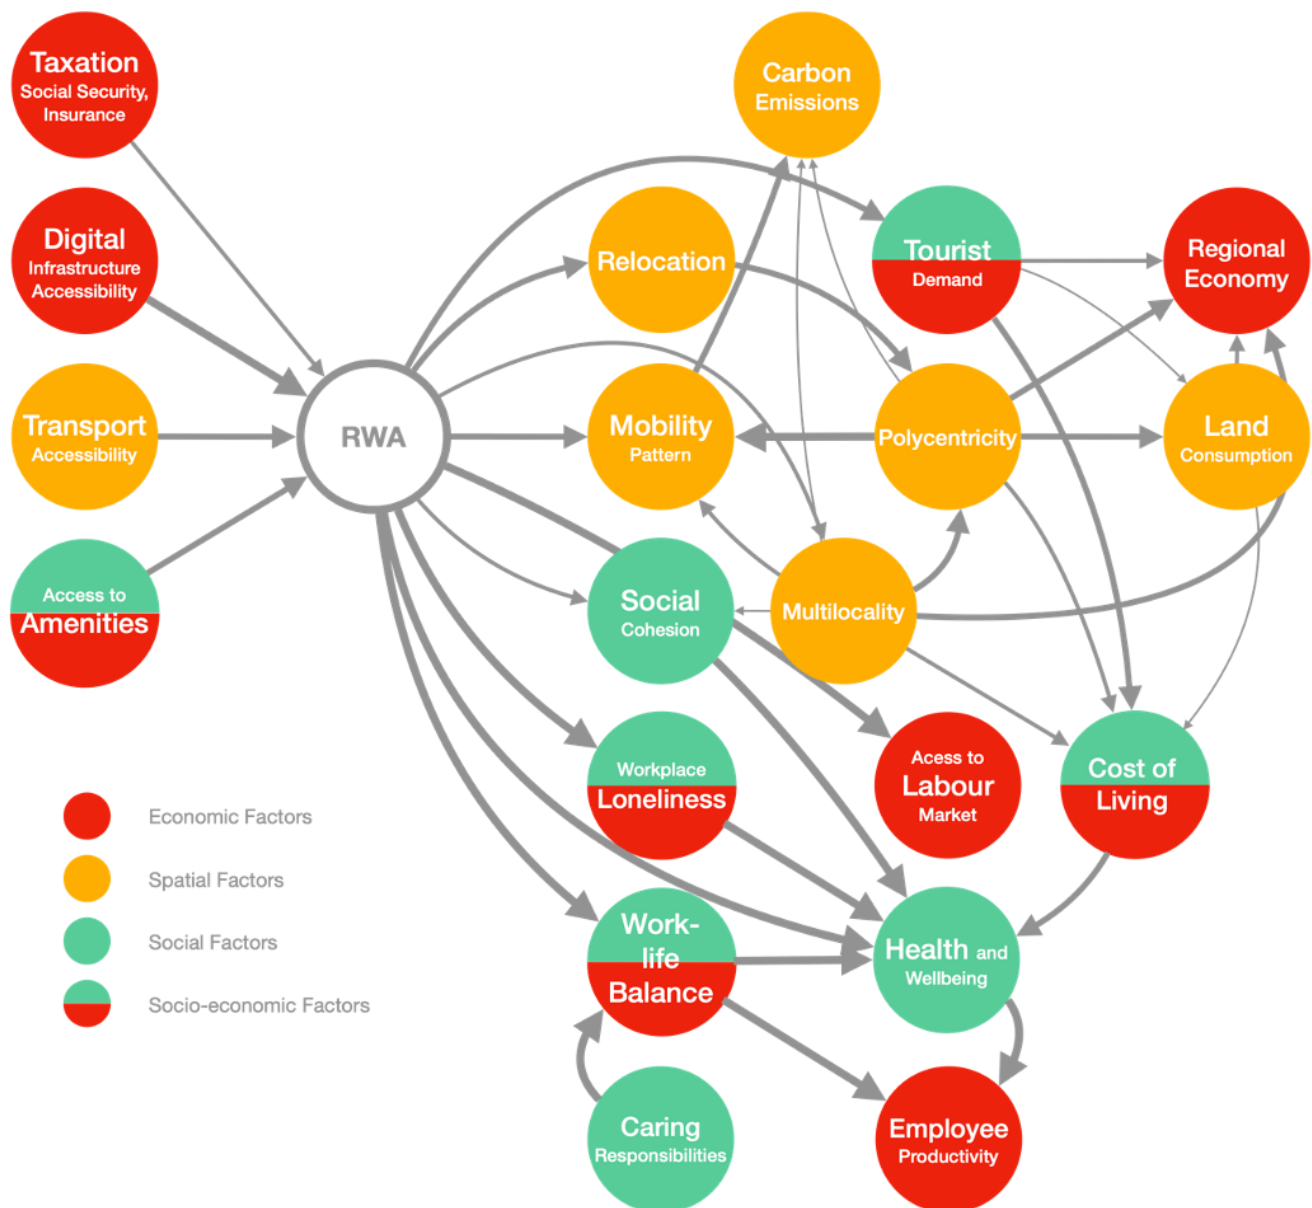 Taxation
Social Security,
Insurance
Carbon
Emissions
Digital
Infrastructure
Accessibility
Relocation
Tourist
Demand
Regional
Economy
Transport
Accessibility
RWA
Mobility
Pattern
Polycentricity
Land
Consumption
Access to
Amenities
Social
Cohesion
Multilocality
Workplace
Loneliness
Acess to
Labour
Market
Cost of
Living
Economic Factors
Spatial Factors
Social Factors
Socio-economic Factors
Work-
life
Balance
Health and
Wellbeing
Caring
Responsibilities
Employee
Productivity